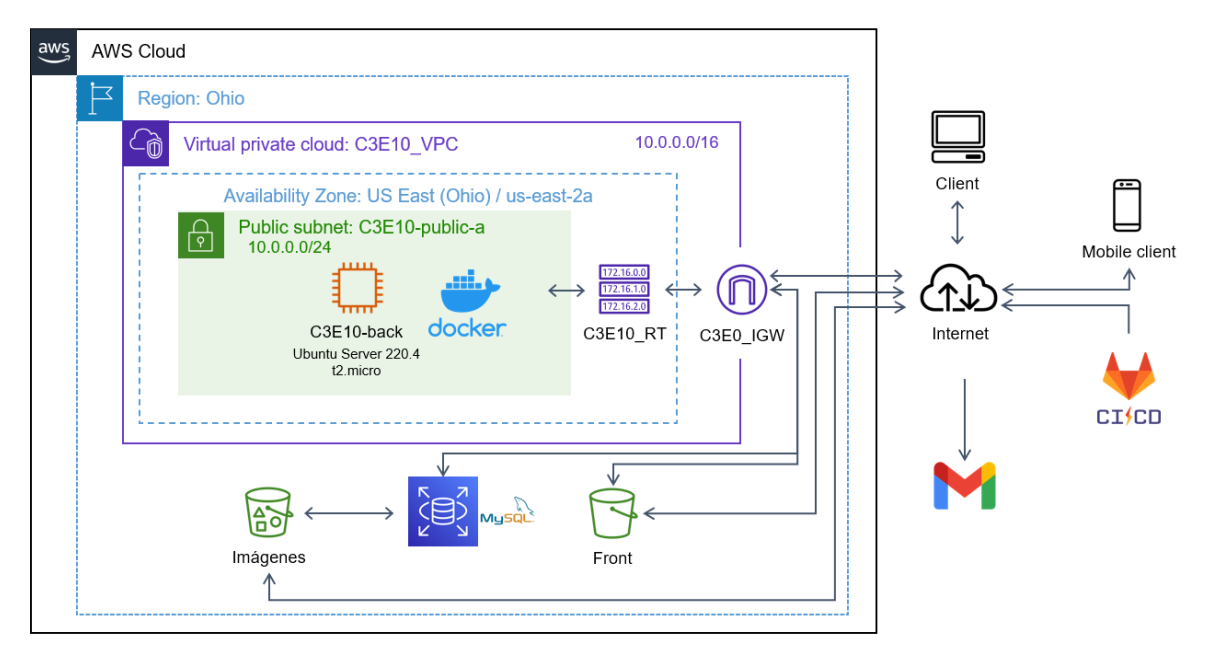 aws
AWS Cloud
Region: Ohio
Virtual private cloud: C3E10_VPC
10.0.0.0/16
Availability Zone: US East (Ohio) / us-east-2a
Public subnet: C3E10-public-a
10.0.0.0/24
C3E10-back
Ubuntu Server 220.4
t2.micro
docker
172.16.0.0
172.16.1.0
172.16.2.0
C3E10_RT
C3E0_IGW
Client
Mobile client
Internet
CI CD
MySQL
Imágenes
Front